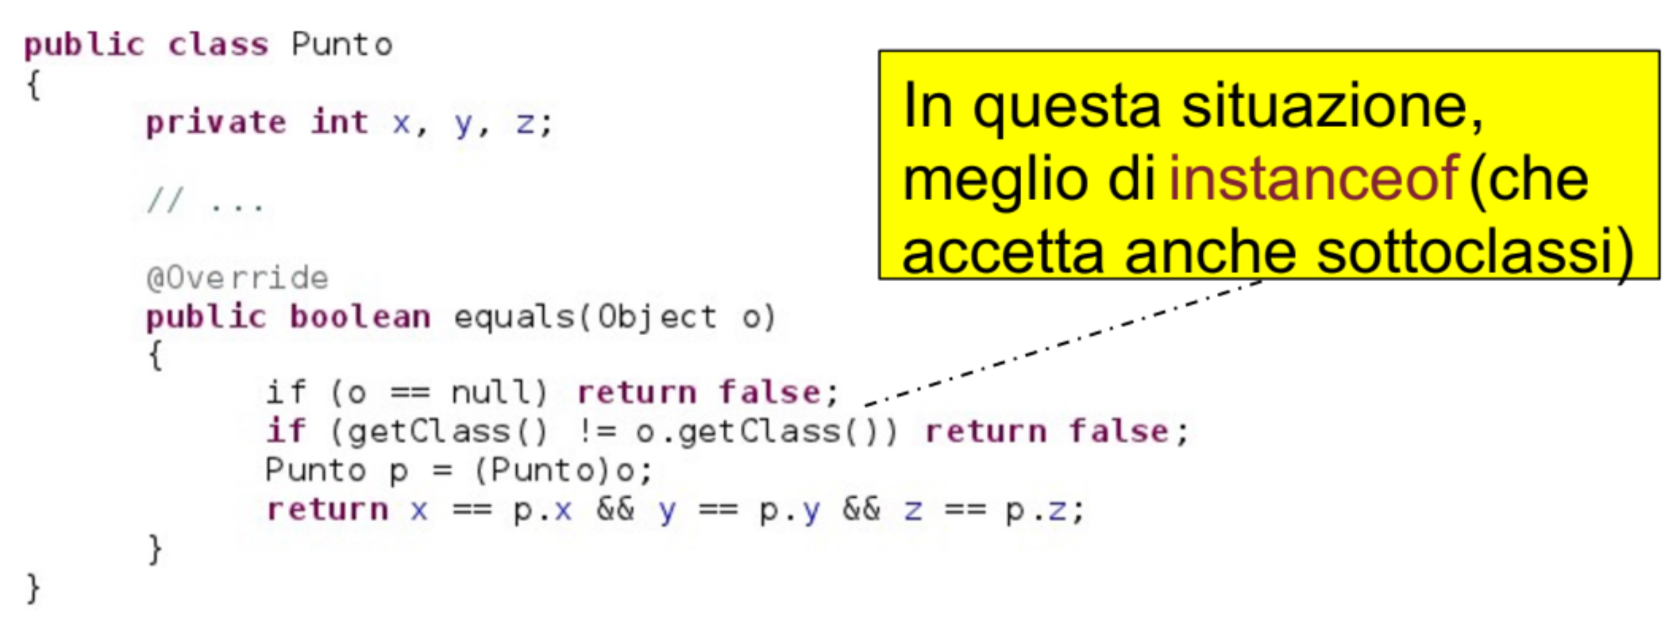 public class Punto
{
private int x, y, z;
// ...
@Override
public boolean equals(Object o)
{
if (o == null) return false;
if (getClass() != o.getClass()) return false;
Punto p = (Punto)o;
return x == p.x && y == p.y && z == p.z;
}
}
In questa situazione,
meglio di instanceof (che
accetta anche sottoclassi)